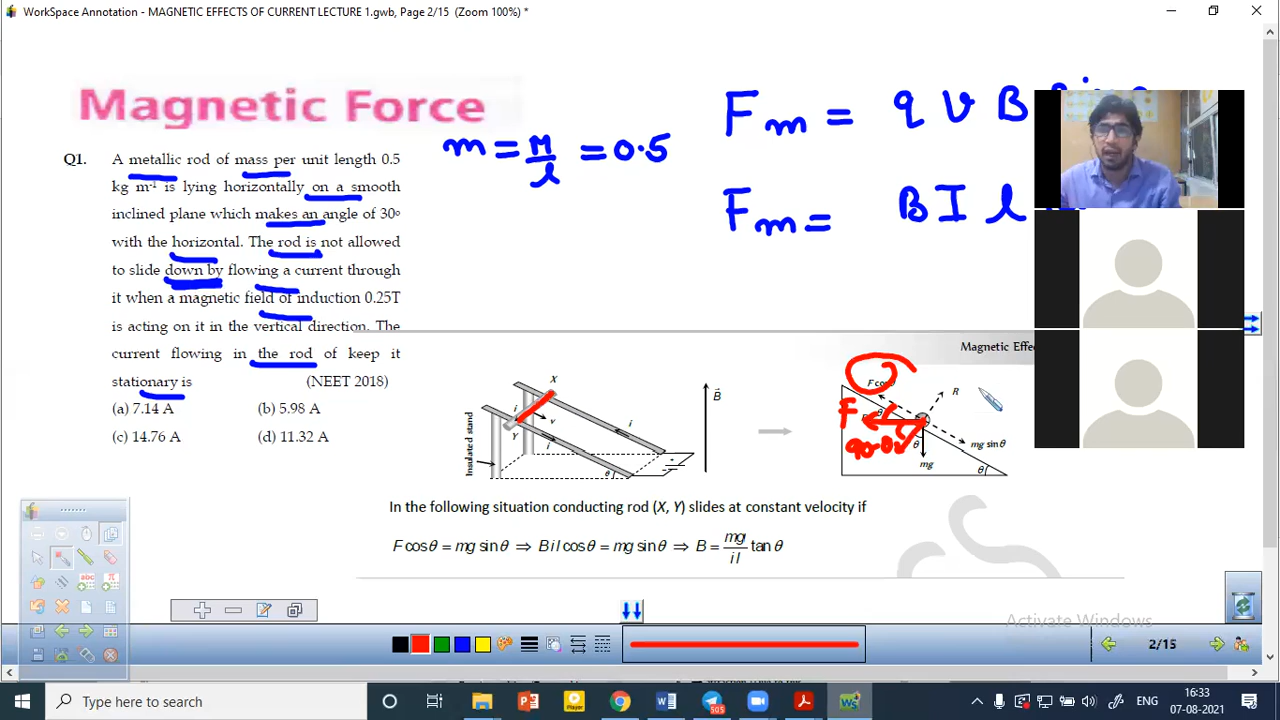 WorkSpace Annotation - MAGNETIC EFFECTS OF CURRENT LECTURE 1.gwb, Page 2/15 (Zoom 100%) *
Magnetic Force
Fm = q v B
m = M/l = 0.5
Fm = B I l
Q1. A metallic rod of mass per unit length 0.5
kg m-1 is lying horizontally on a smooth
inclined plane which makes an angle of 30o
with the horizontal. The rod is not allowed
to slide down by flowing a current through
it when a magnetic field of induction 0.25T
is acting on it in the vertical direction. The
current flowing in the rod of keep it
stationary is (NEET 2018)
(a) 7.14 A (b) 5.98 A
(c) 14.76 A (d) 11.32 A
Magnetic Effe
X
i
v
Y
i
i
Insulated stand
θ
B
R
F
90-θ
θ
mg sinθ
mg
θ
In the following situation conducting rod (X, Y) slides at constant velocity if
F cosθ = mg sinθ ⇒ Bil cosθ = mg sinθ ⇒ B = mg/il tanθ
Activate Windows
abc
π
2/15
Type here to search
505
ENG
16:33
07-08-2021